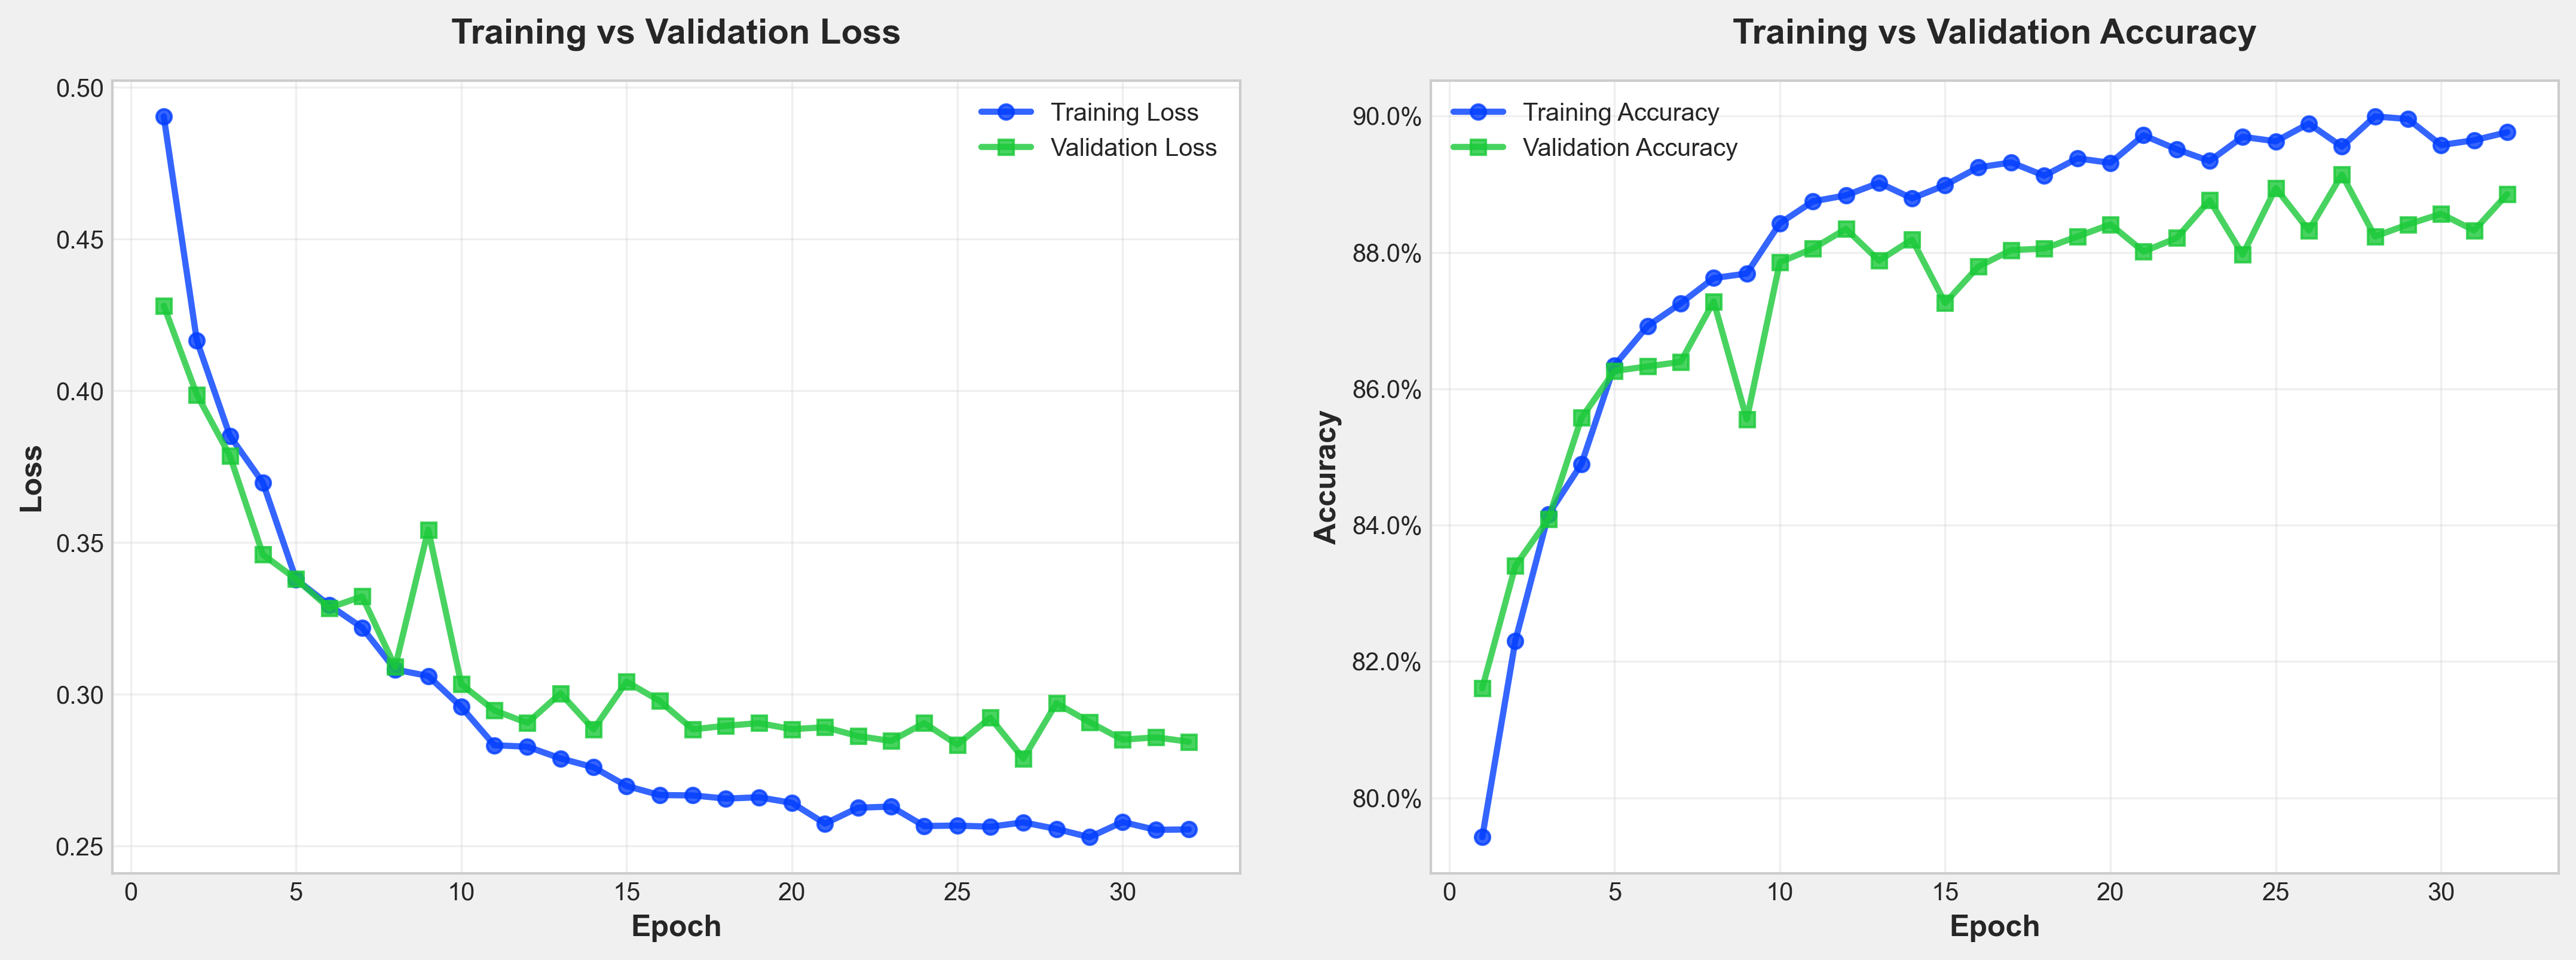 Training vs Validation Loss
0.50
0.45
0.40
0.35
0.30
0.25
Loss
0 5 10 15 20 25 30
Epoch
Training Loss
Validation Loss
Training vs Validation Accuracy
90.0%
88.0%
86.0%
84.0%
82.0%
80.0%
Accuracy
0 5 10 15 20 25 30
Epoch
Training Accuracy
Validation Accuracy